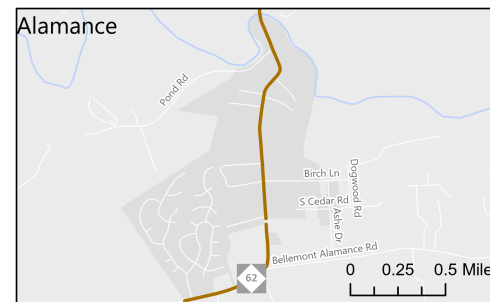 Alamance
Pond Rd
Birch Ln
Dogwood Rd
S Cedar Rd
Ashe Dr
Bellemont Alamance Rd
62
0 0.25 0.5 Mile